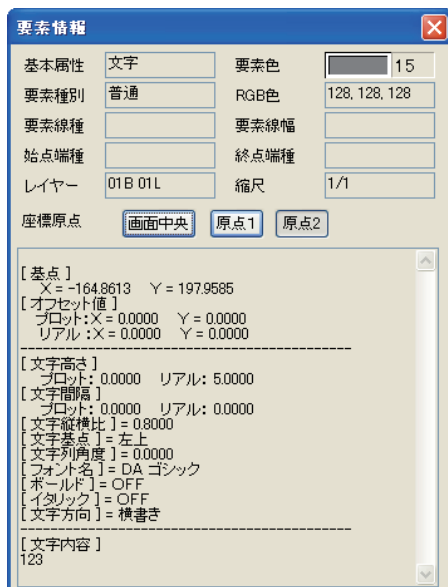 要素情報
基本属性 文字 要素色 15
要素種別 普通 RGB色 128, 128, 128
要素線種 要素線幅
始点端種 終点端種
レイヤー 01B 01L 縮尺 1/1
座標原点 画面中央 原点1 原点2
[ 基点 ]
X = -164.8613 Y = 197.9585
[ オフセット値 ]
プロット:X = 0.0000 Y = 0.0000
リアル :X = 0.0000 Y = 0.0000
--------------------------------------------------
[ 文字高さ ]
プロット: 0.0000 リアル: 5.0000
[ 文字間隔 ]
プロット: 0.0000 リアル: 0.0000
[ 文字縦横比 ] = 0.8000
[ 文字基点 ] = 左上
[ 文字列角度 ] = 0.0000
[ フォント名 ] = DA ゴシック
[ ボールド ] = OFF
[ イタリック ] = OFF
[ 文字方向 ] = 横書き
--------------------------------------------------
[ 文字内容 ]
123